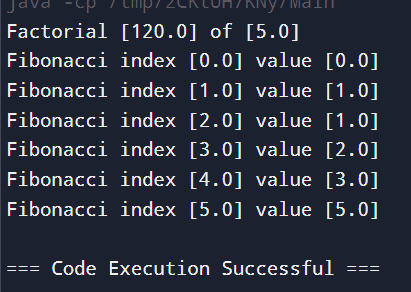 java -cp
Factorial [120.0] of [5.0]
Fibonacci index [0.0] value [0.0]
Fibonacci index [1.0] value [1.0]
Fibonacci index [2.0] value [1.0]
Fibonacci index [3.0] value [2.0]
Fibonacci index [4.0] value [3.0]
Fibonacci index [5.0] value [5.0]
=== Code Execution Successful ===